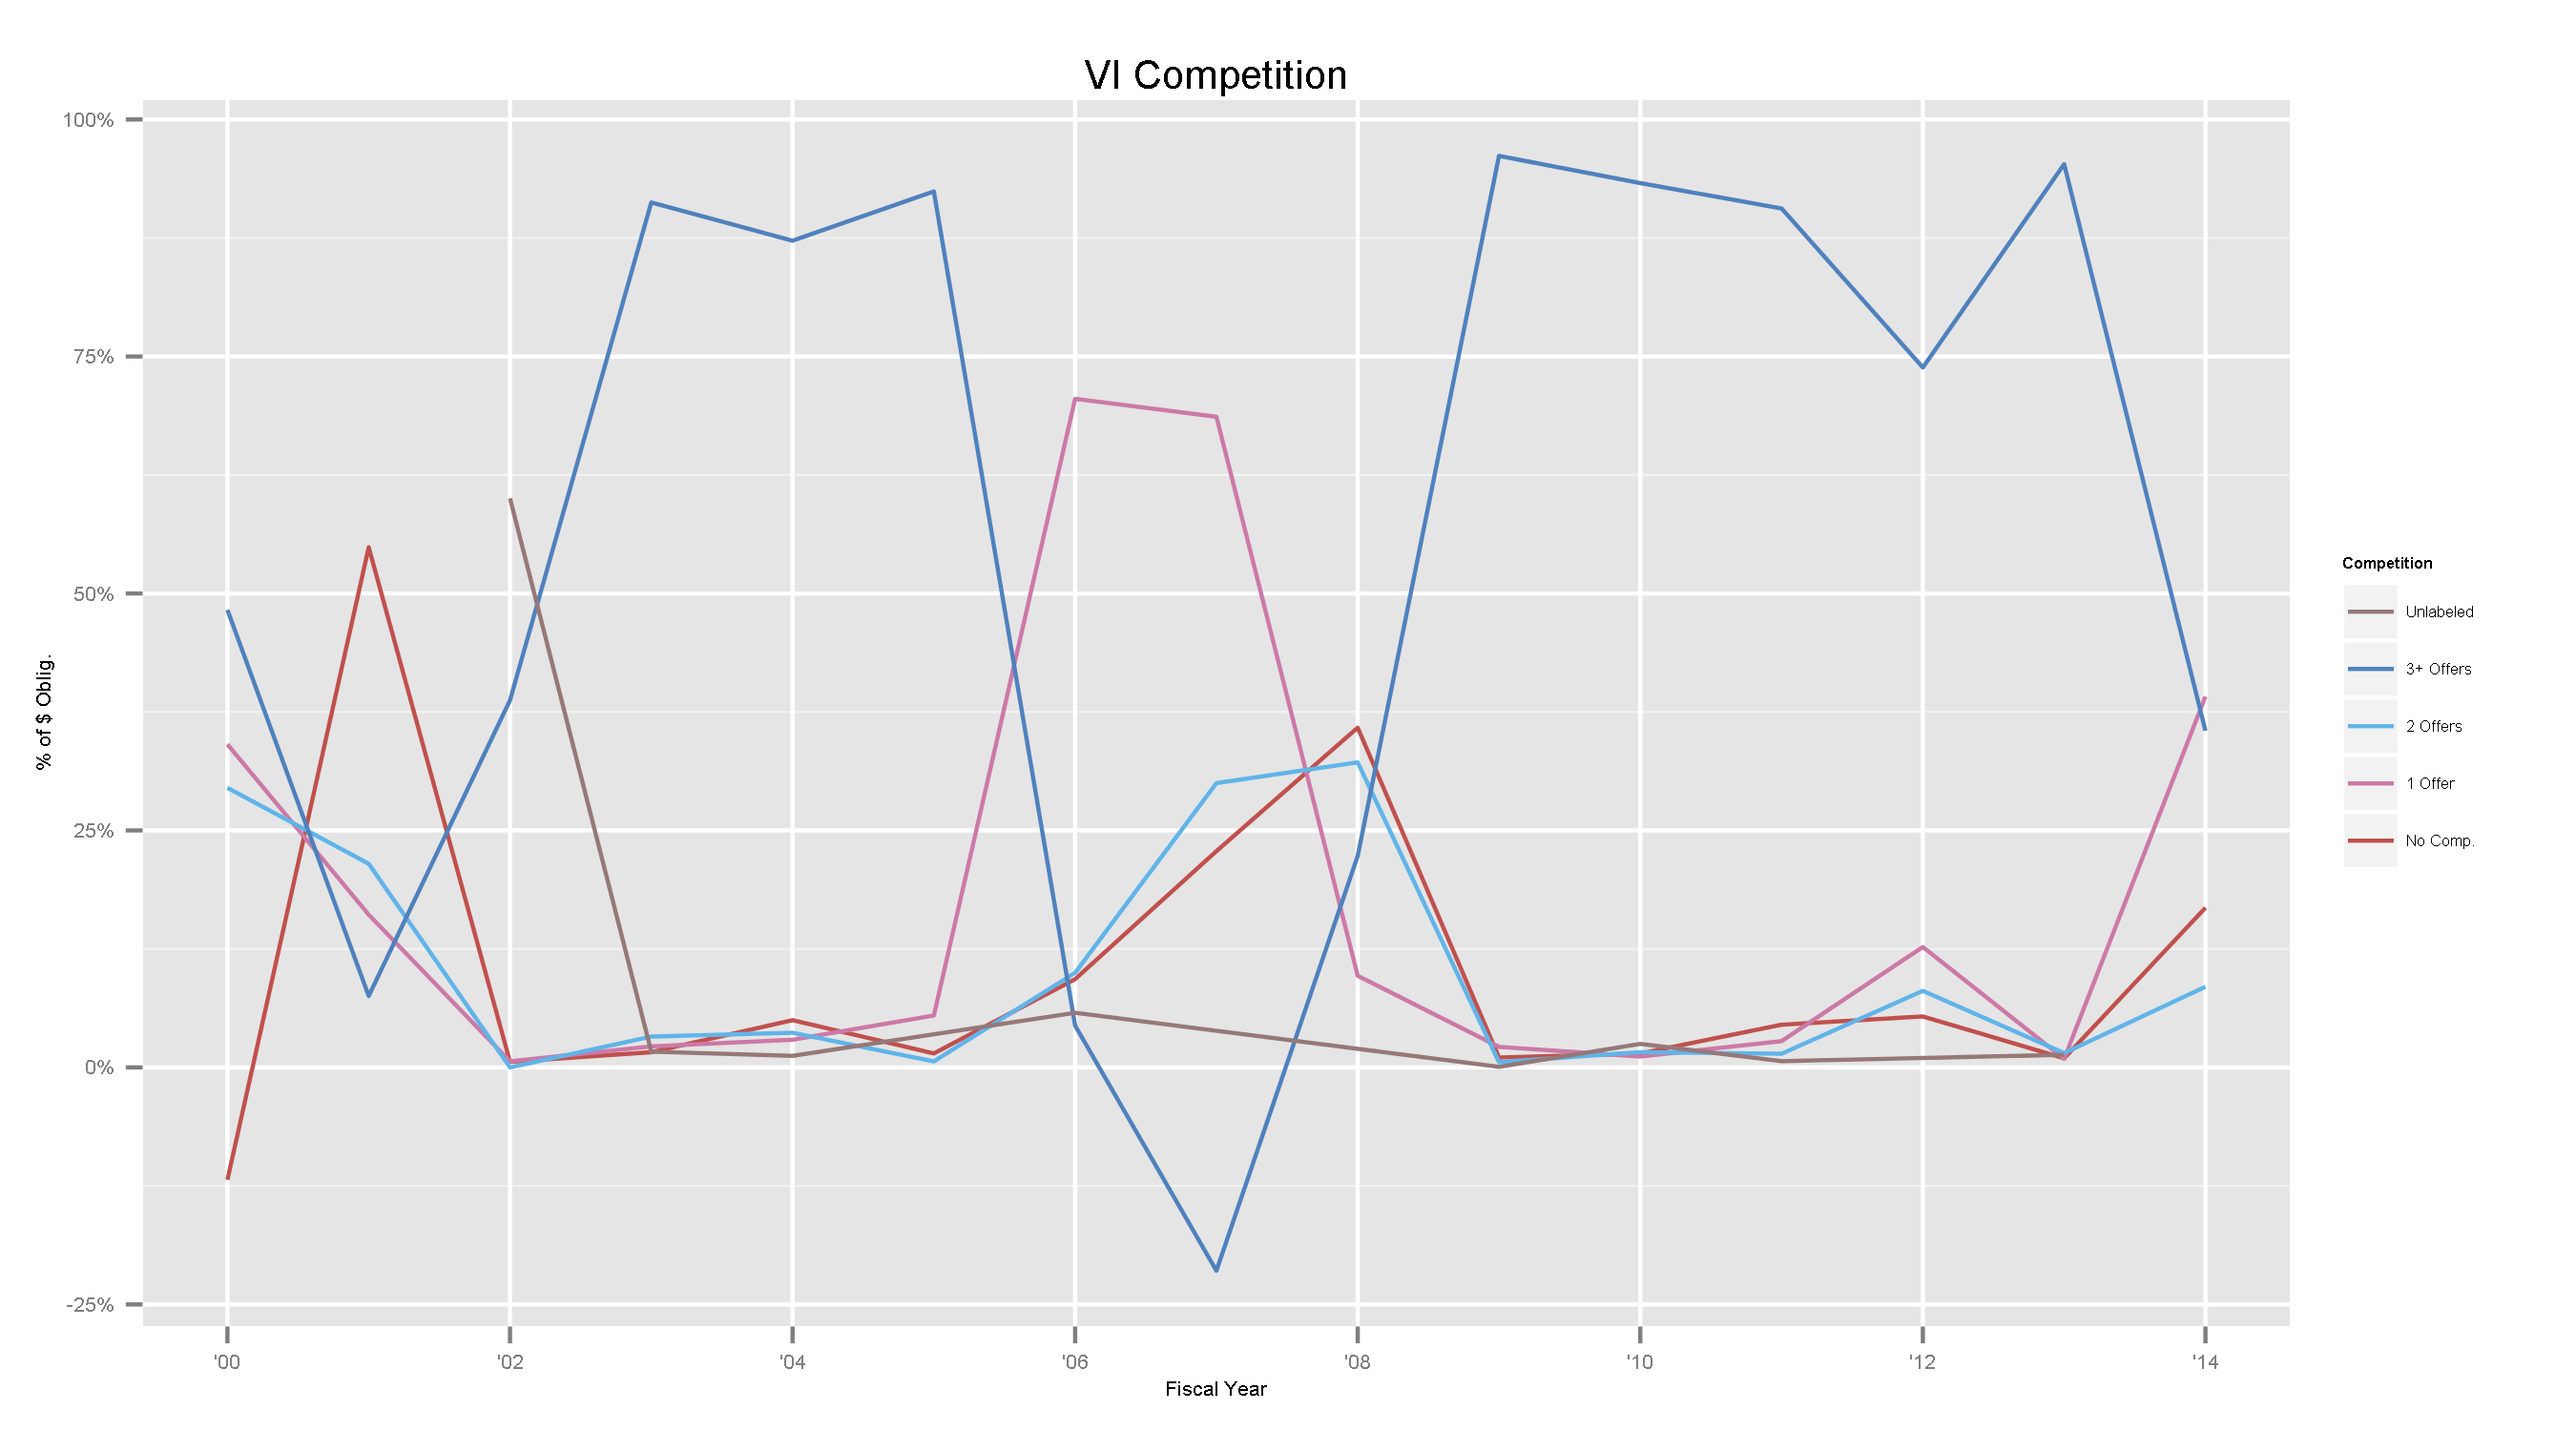 VI Competition
100%
75%
50%
25%
0%
-25%
% of $ Oblig.
'00 '02 '04 '06 '08 '10 '12 '14
Fiscal Year
Competition
Unlabeled
3+ Offers
2 Offers
1 Offer
No Comp.